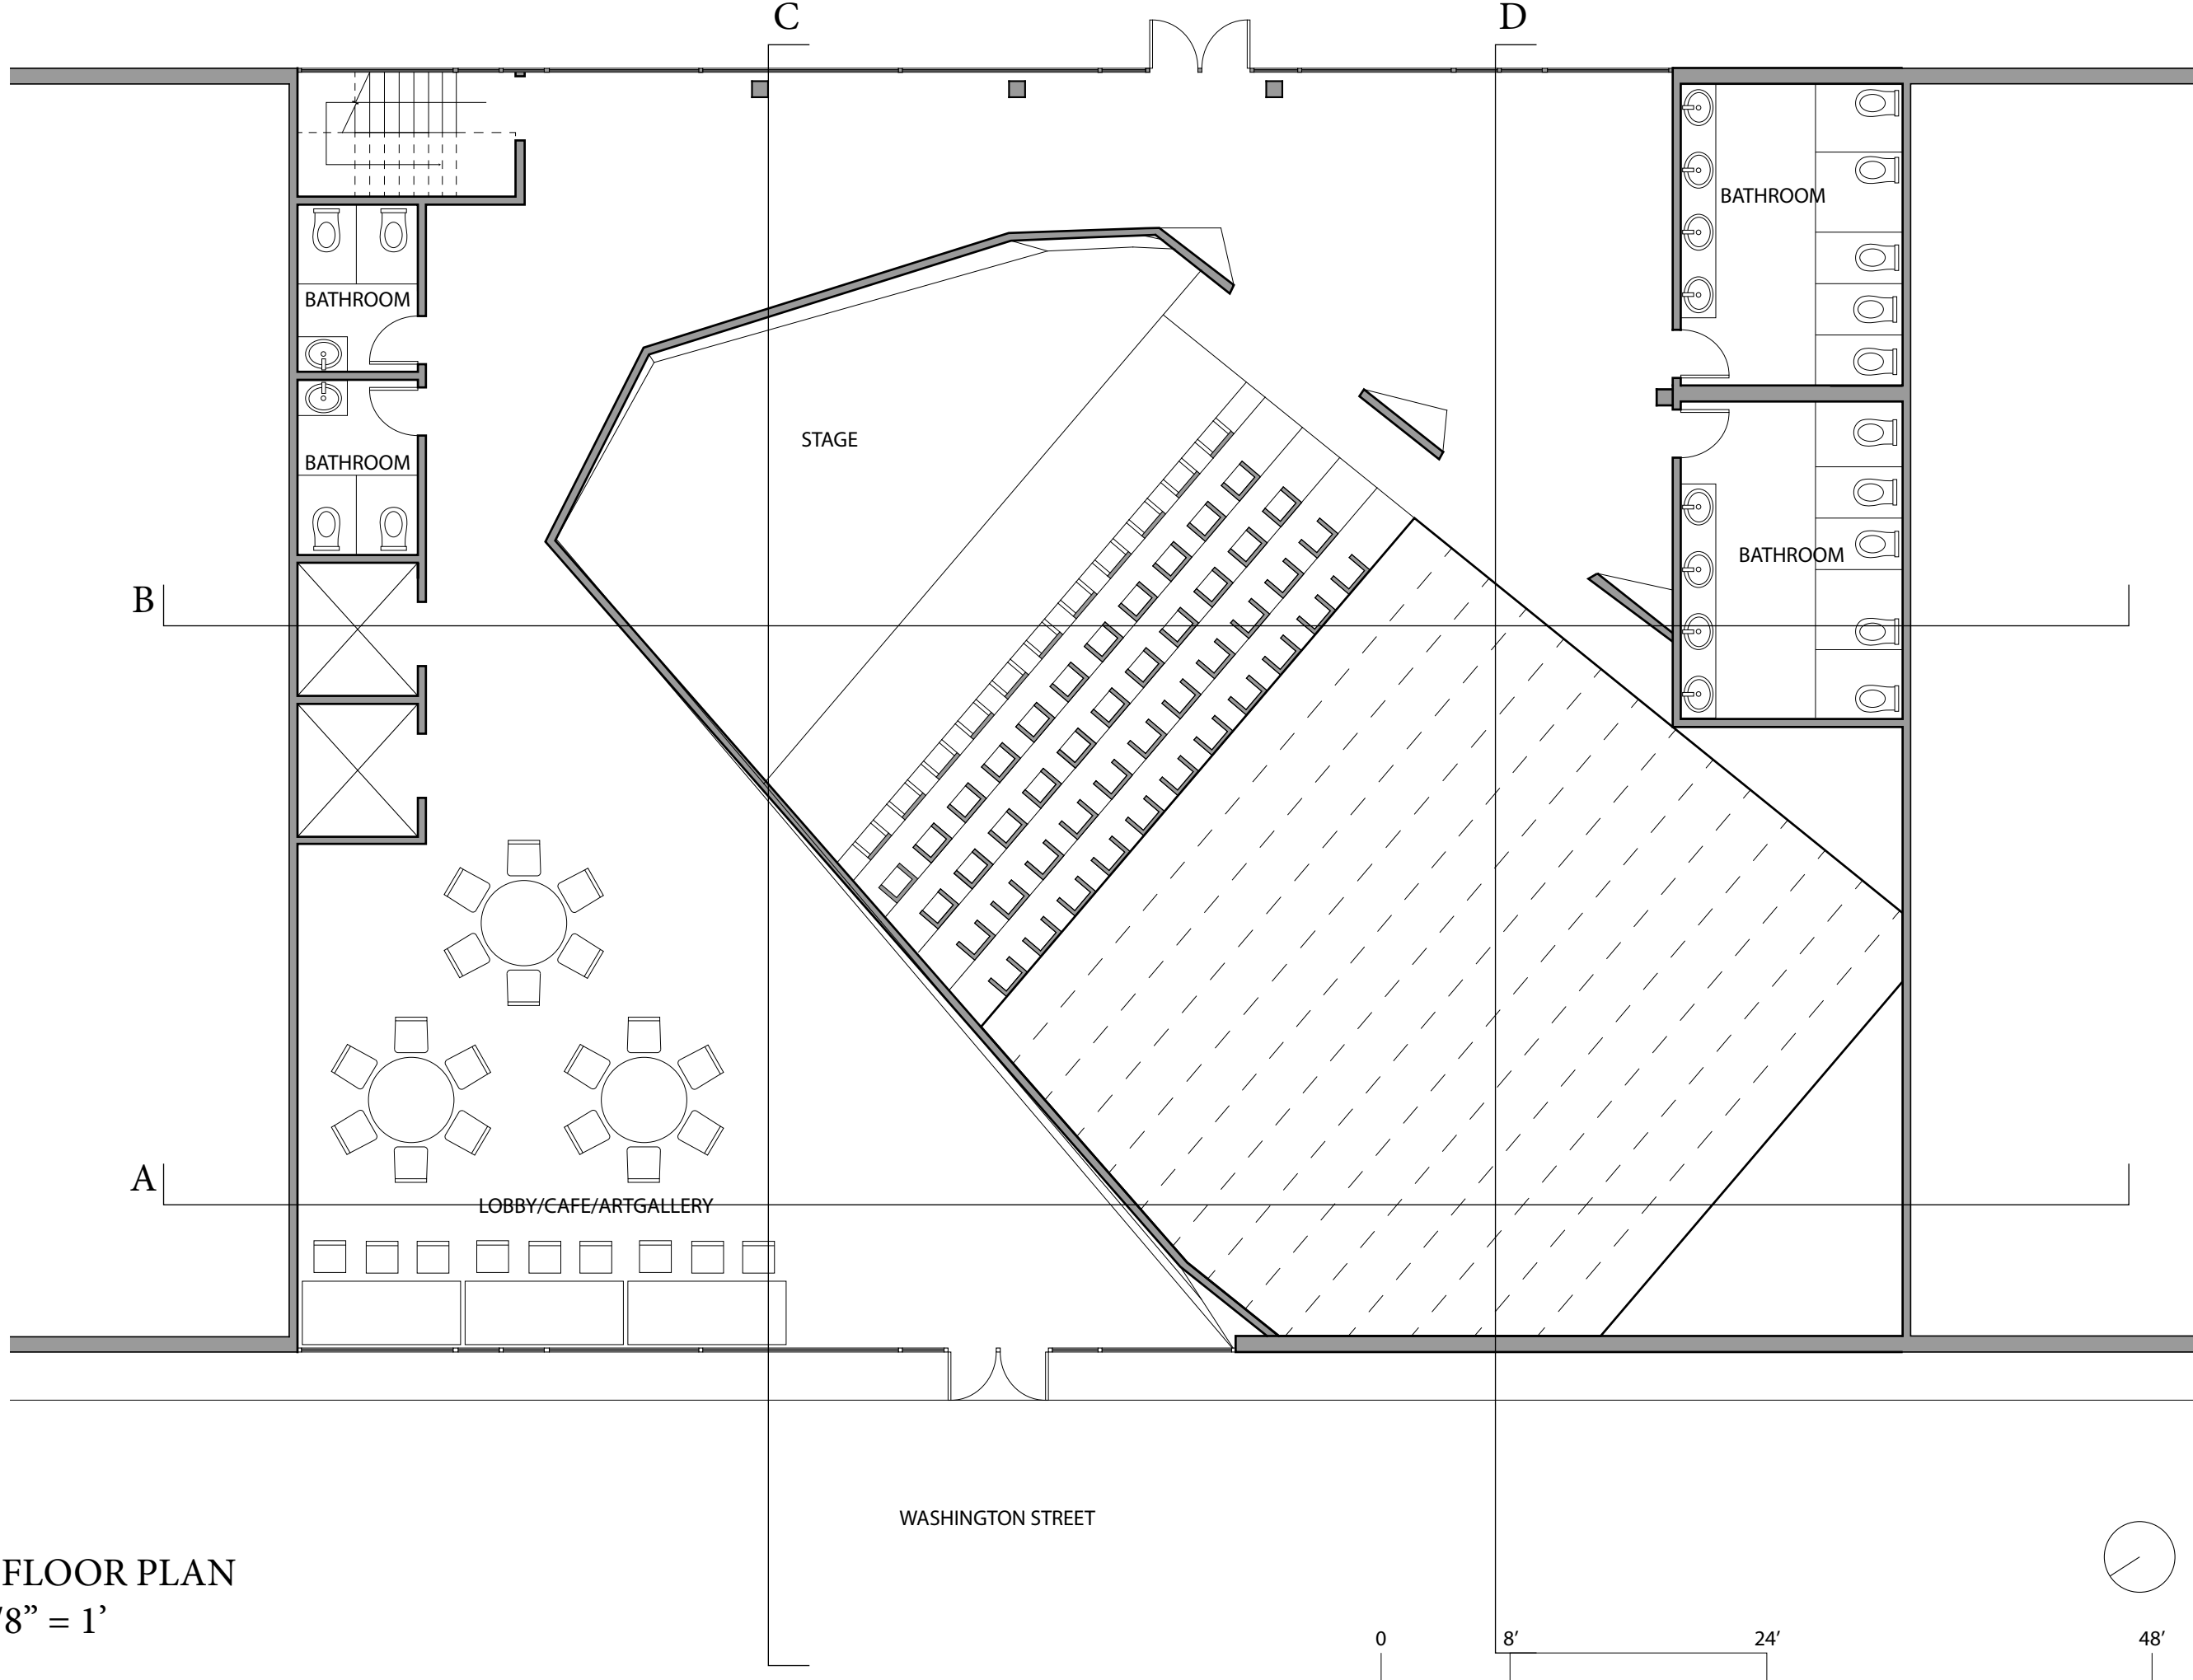 C
D
BATHROOM
BATHROOM
STAGE
BATHROOM
BATHROOM
B
A
LOBBY/CAFE/ARTGALLERY
WASHINGTON STREET
FLOOR PLAN
/8” = 1’
0
8’
24’
48’